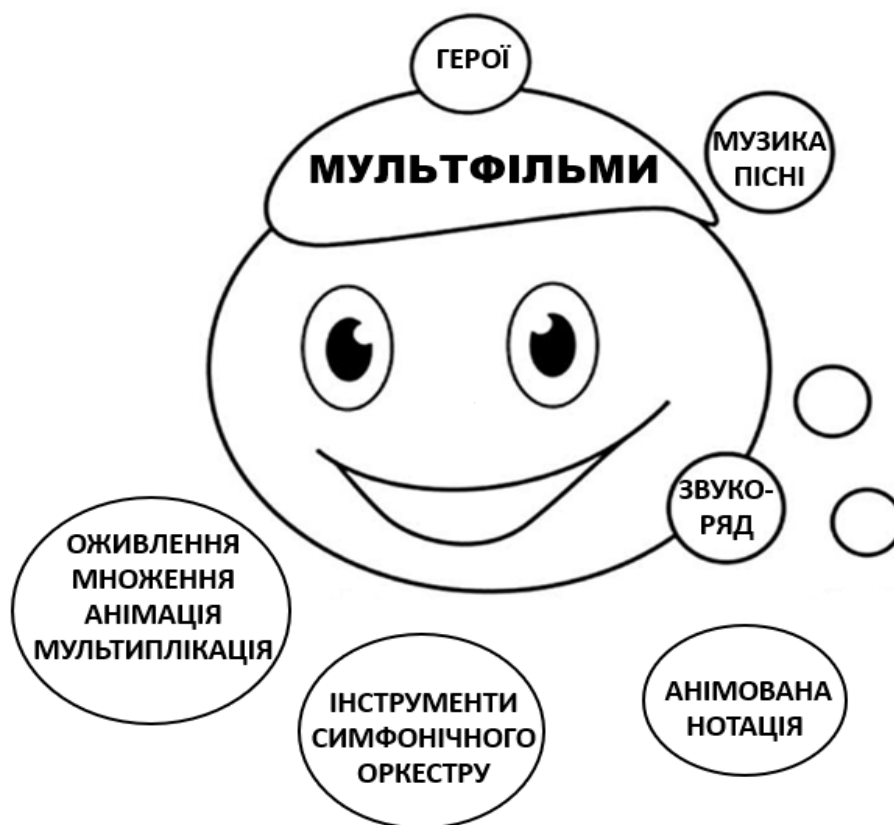 ГЕРОЇ
МУЛЬТФІЛЬМИ
МУЗИКА
ПІСНІ
ЗВУКО-
РЯД
ОЖИВЛЕННЯ
МНОЖЕННЯ
АНІМАЦІЯ
МУЛЬТИПЛІКАЦІЯ
ІНСТРУМЕНТИ
СИМФОНІЧНОГО
ОРКЕСТРУ
АНІМОВАНА
НОТАЦІЯ